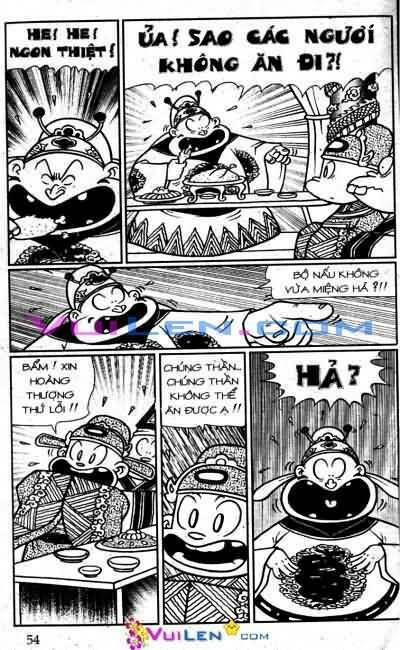 HE! HE!
NGON THIỆT!
ỦA! SAO CÁC NGƯƠI
KHÔNG ĂN ĐI?!
BỘ NẤU KHÔNG
VỪA MIỆNG HẢ?!!
VUILEN.COM
BẨM! XIN
HOÀNG
THƯỢNG
THỨ LỖI!!
CHÚNG THẦN...
CHÚNG THẦN
KHÔNG THỂ
ĂN ĐƯỢC Ạ!!
HẢ?
54
VUILEN.COM